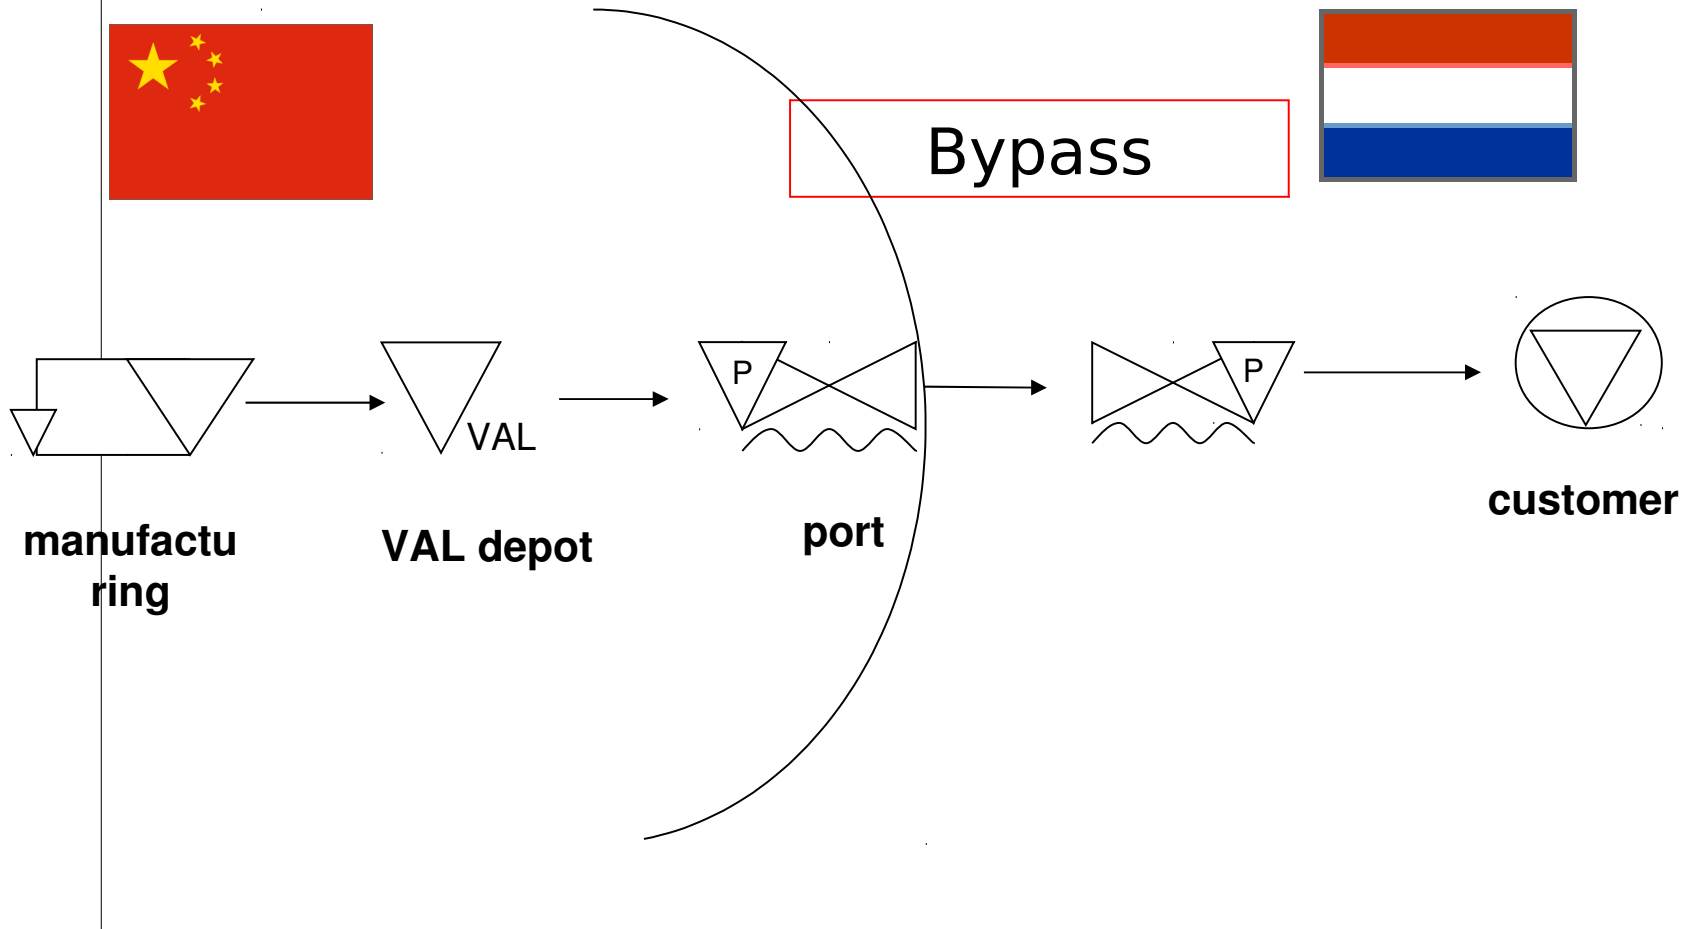 Bypass
P
P
VAL
manufactu
ring
VAL depot
port
customer